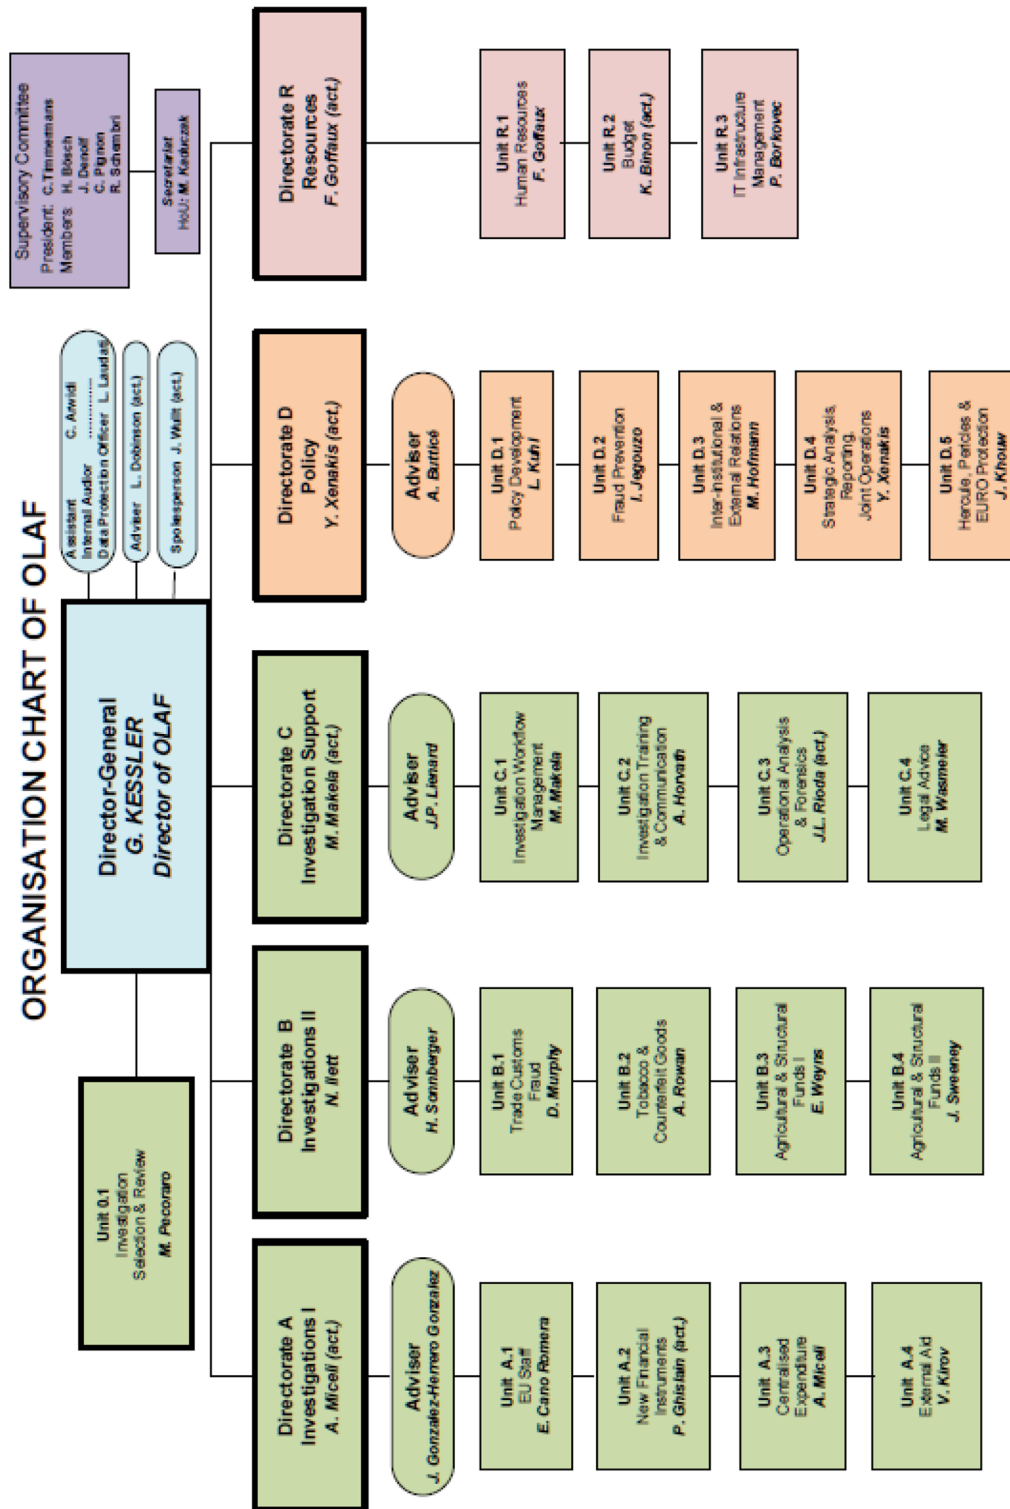 ORGANISATION CHART OF OLAF
Supervisory Committee
President: C.Timmermans
Members: H. Bösch
J. Denolf
C. Pignon
R. Schembri
Secretariat
HoU: M. Kaduczak
Assistant C. Arwidi
Internal Auditor ..............
Data Protection Officer L. Laudati
Adviser L. Dobinson (act.)
Spokesperson J. Wullt (act.)
Director-General
G. KESSLER
Director of OLAF
Unit 0.1
Investigation
Selection & Review
M. Pecoraro
Directorate A
Investigations I
A. Miceli (act.)
Adviser
J. Gonzalez-Herrero Gonzalez
Unit A.1
EU Staff
E. Cano Romera
Unit A.2
New Financial
Instruments
P. Ghislain (act.)
Unit A.3
Centralised
Expenditure
A. Miceli
Unit A.4
External Aid
V. Kirov
Directorate B
Investigations II
N. Ilett
Adviser
H. Sonnberger
Unit B.1
Trade Customs
Fraud
D. Murphy
Unit B.2
Tobacco &
Counterfeit Goods
A. Rowan
Unit B.3
Agricultural & Structural
Funds I
E. Weyns
Unit B.4
Agricultural & Structural
Funds II
J. Sweeney
Directorate C
Investigation Support
M. Makela (act.)
Adviser
J.P. Lienard
Unit C.1
Investigation Workflow
Management
M. Makela
Unit C.2
Investigation Training
& Communication
A. Horvath
Unit C.3
Operational Analysis
& Forensics
J.L. Rioda (act.)
Unit C.4
Legal Advice
M. Wasmeier
Directorate D
Policy
Y. Xenakis (act.)
Adviser
A. Butticé
Unit D.1
Policy Development
L. Kuhl
Unit D.2
Fraud Prevention
I. Jegouzo
Unit D.3
Inter-institutional &
External Relations
M. Hofmann
Unit D.4
Strategic Analysis,
Reporting,
Joint Operations
Y. Xenakis
Unit D.5
Hercule, Pericles &
EURO Protection
J. Khouw
Directorate R
Resources
F. Goffaux (act.)
Unit R.1
Human Resources
F. Goffaux
Unit R.2
Budget
K. Binon (act.)
Unit R.3
IT Infrastructure
Management
P. Borkovec